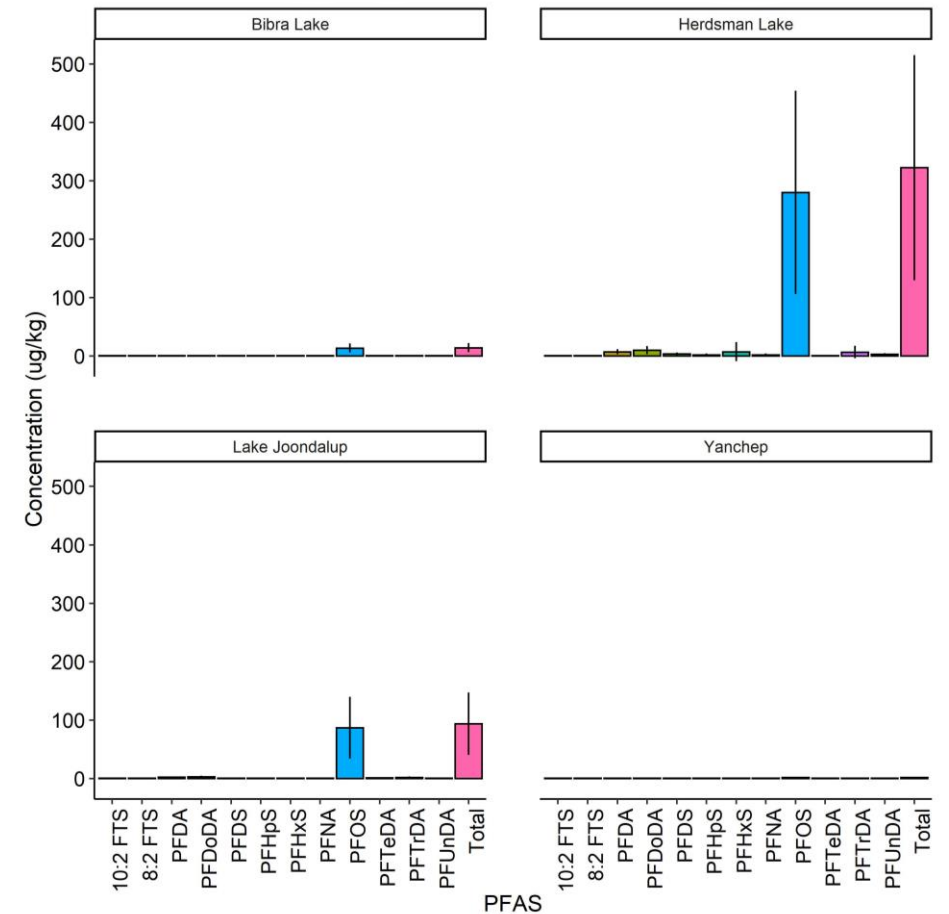 Bibra Lake
Herdsman Lake
500
400
300
200
100
0
Concentration (ug/kg)
Lake Joondalup
Yanchep
500
400
300
200
100
0
10:2 FTS
8:2 FTS
PFDA
PFDoDA
PFDS
PFHpS
PFHxS
PFNA
PFOS
PFTeDA
PFTrDA
PFUnDA
Total
10:2 FTS
8:2 FTS
PFDA
PFDoDA
PFDS
PFHpS
PFHxS
PFNA
PFOS
PFTeDA
PFTrDA
PFUnDA
Total
PFAS